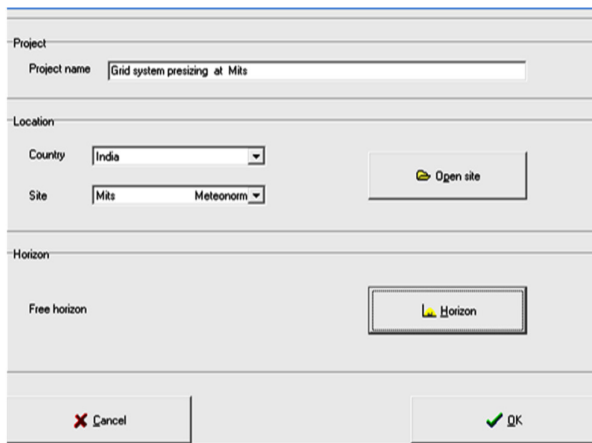 Project
Project name Grid system presizing at Mits
Location
Country India
Open site
Site Mits Meteonorm
Horizon
Free horizon Horizon
Cancel OK